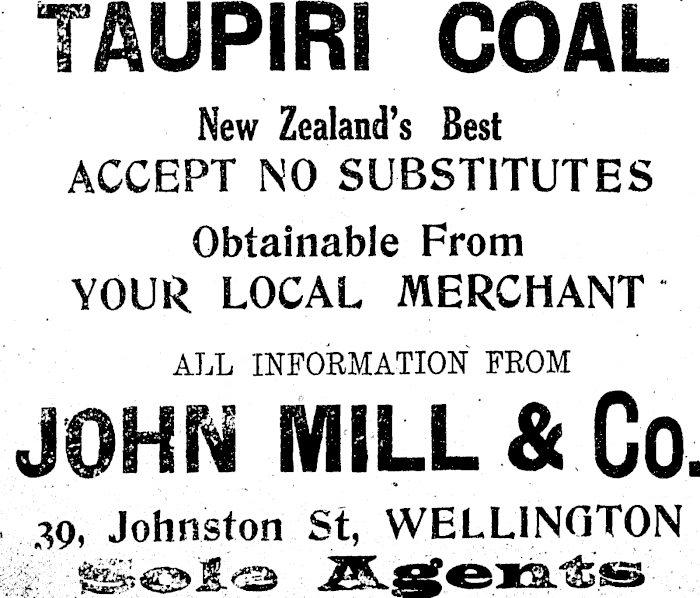 TAUPIRI COAL
New Zealand's Best
ACCEPT NO SUBSTITUTES
Obtainable From
YOUR LOCAL MERCHANT
ALL INFORMATION FROM
JOHN MILL & Co.
39, Johnston St, WELLINGTON
Sole Agents